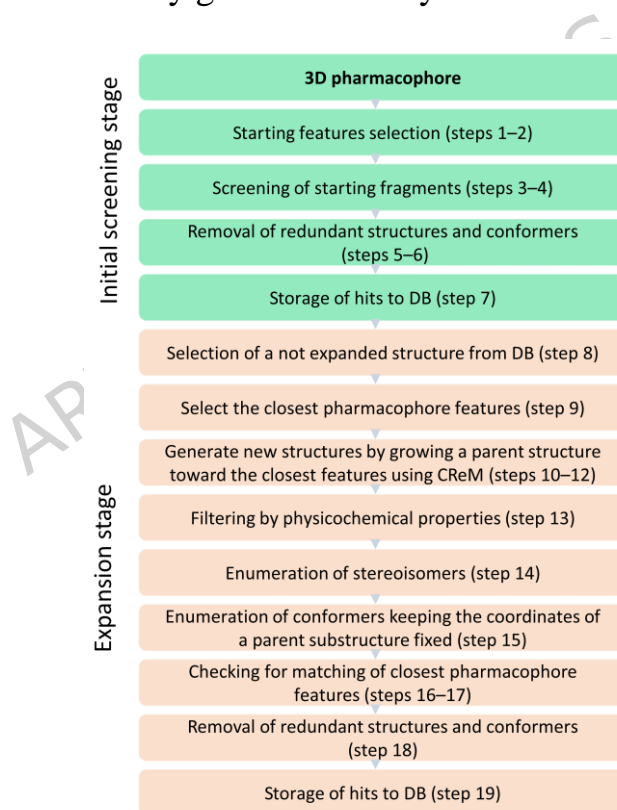 Initial screening stage
3D pharmacophore
Starting features selection (steps 1–2)
Screening of starting fragments (steps 3–4)
Removal of redundant structures and conformers
(steps 5–6)
Storage of hits to DB (step 7)
Expansion stage
Selection of a not expanded structure from DB (step 8)
Select the closest pharmacophore features (step 9)
Generate new structures by growing a parent structure
toward the closest features using CReM (steps 10–12)
Filtering by physicochemical properties (step 13)
Enumeration of stereoisomers (step 14)
Enumeration of conformers keeping the coordinates of
a parent substructure fixed (step 15)
Checking for matching of closest pharmacophore
features (steps 16–17)
Removal of redundant structures and conformers
(step 18)
Storage of hits to DB (step 19)